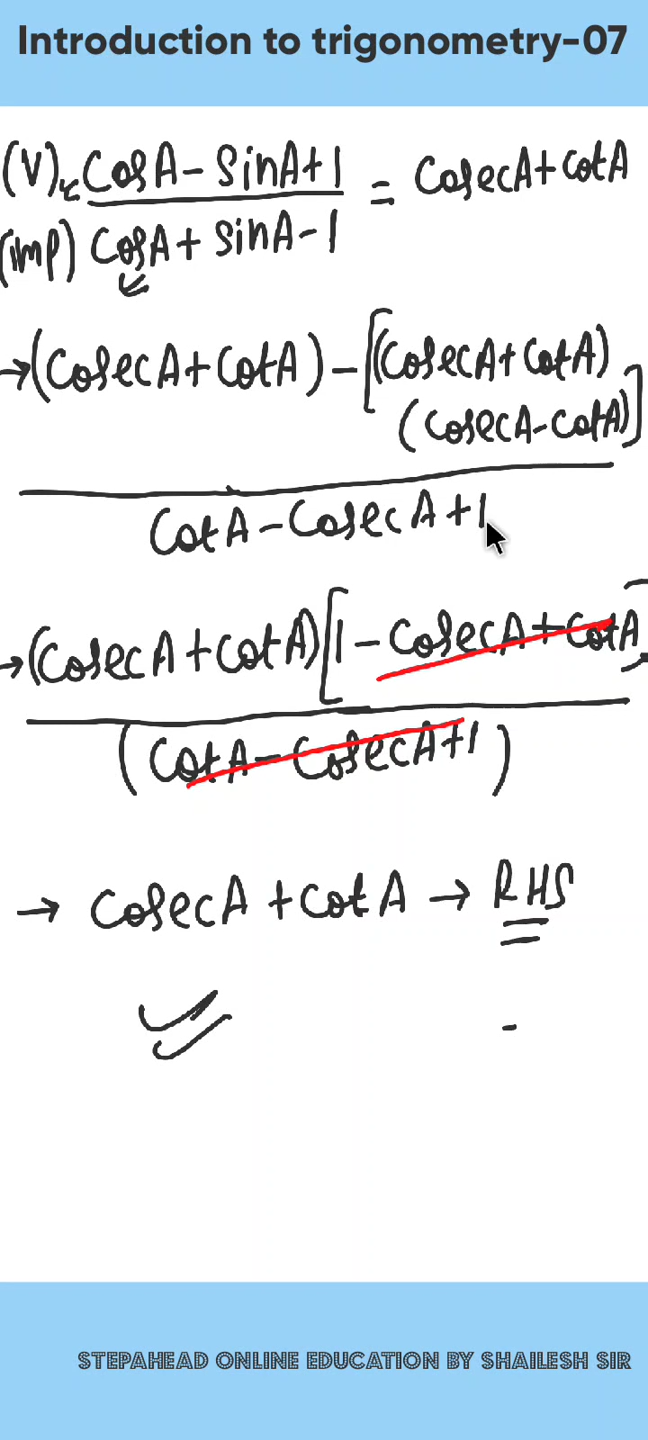 Introduction to trigonometry-07
(V) CosA - SinA+1 = CosecA+CotA
(imp) CosA + SinA-1
→(CosecA+CotA) - [(CosecA+CotA)
(CosecA-CotA)]
CotA - CosecA +1
→(CosecA+CotA)[1 - CosecA+CotA]
(CotA - CosecA+1)
→ CosecA + CotA → RHS
STEPAHEAD ONLINE EDUCATION BY SHAILESH SIR